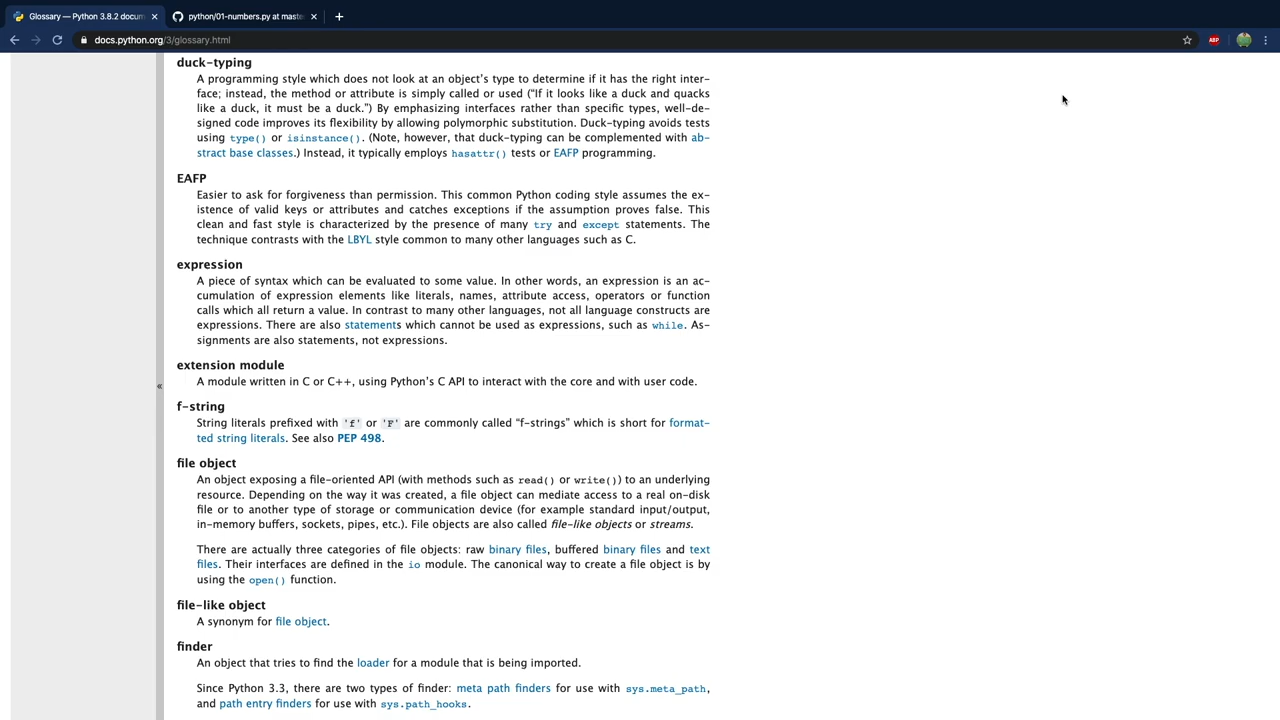 Glossary — Python 3.8.2 docum
python/01-numbers.py at maste
docs.python.org/3/glossary.html
ABP
duck-typing
A programming style which does not look at an object's type to determine if it has the right inter-
face; instead, the method or attribute is simply called or used (“If it looks like a duck and quacks
like a duck, it must be a duck.”) By emphasizing interfaces rather than specific types, well-de-
signed code improves its flexibility by allowing polymorphic substitution. Duck-typing avoids tests
using type() or isinstance(). (Note, however, that duck-typing can be complemented with ab-
stract base classes.) Instead, it typically employs hasattr() tests or EAFP programming.
EAFP
Easier to ask for forgiveness than permission. This common Python coding style assumes the ex-
istence of valid keys or attributes and catches exceptions if the assumption proves false. This
clean and fast style is characterized by the presence of many try and except statements. The
technique contrasts with the LBYL style common to many other languages such as C.
expression
A piece of syntax which can be evaluated to some value. In other words, an expression is an ac-
cumulation of expression elements like literals, names, attribute access, operators or function
calls which all return a value. In contrast to many other languages, not all language constructs are
expressions. There are also statements which cannot be used as expressions, such as while. As-
signments are also statements, not expressions.
extension module
A module written in C or C++, using Python's C API to interact with the core and with user code.
f-string
String literals prefixed with 'f' or 'F' are commonly called “f-strings” which is short for format-
ted string literals. See also PEP 498.
file object
An object exposing a file-oriented API (with methods such as read() or write()) to an underlying
resource. Depending on the way it was created, a file object can mediate access to a real on-disk
file or to another type of storage or communication device (for example standard input/output,
in-memory buffers, sockets, pipes, etc.). File objects are also called file-like objects or streams.
There are actually three categories of file objects: raw binary files, buffered binary files and text
files. Their interfaces are defined in the io module. The canonical way to create a file object is by
using the open() function.
file-like object
A synonym for file object.
finder
An object that tries to find the loader for a module that is being imported.
Since Python 3.3, there are two types of finder: meta path finders for use with sys.meta_path,
and path entry finders for use with sys.path_hooks.